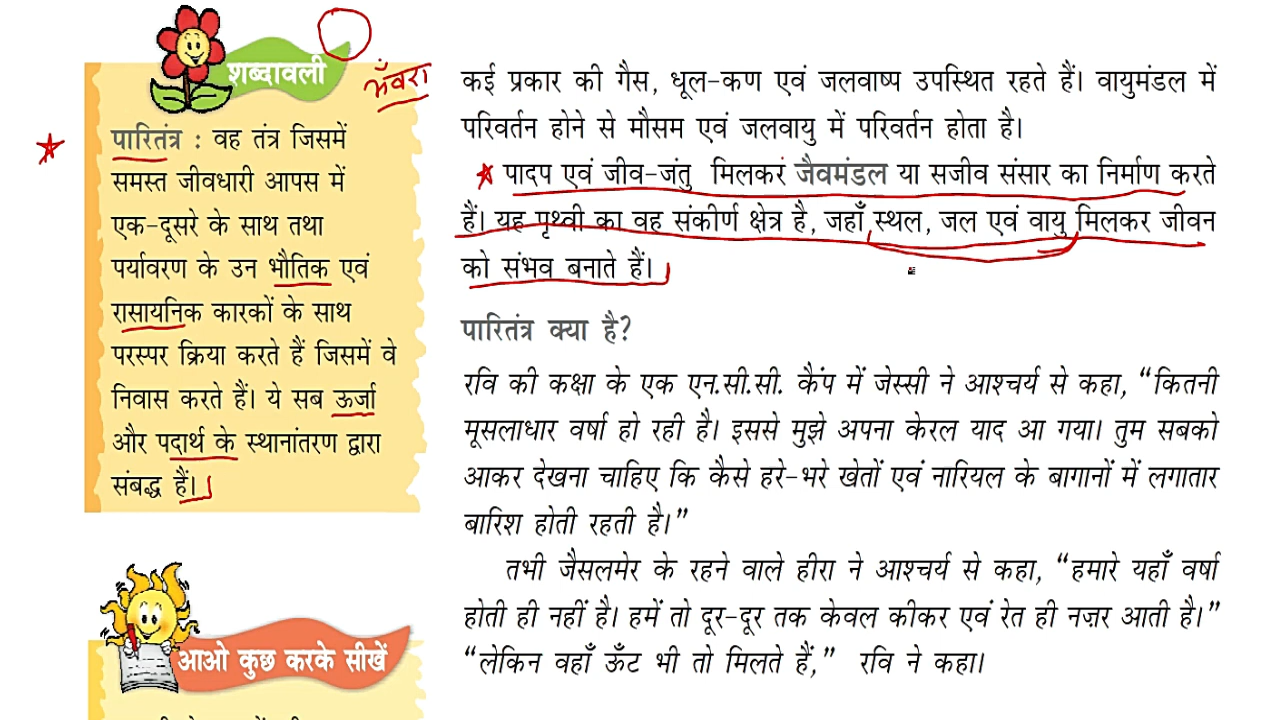 शब्दावली
भँवरा
पारितंत्र : वह तंत्र जिसमें
समस्त जीवधारी आपस में
एक-दूसरे के साथ तथा
पर्यावरण के उन भौतिक एवं
रासायनिक कारकों के साथ
परस्पर क्रिया करते हैं जिसमें वे
निवास करते हैं। ये सब ऊर्जा
और पदार्थ के स्थानांतरण द्वारा
संबद्ध हैं।
आओ कुछ करके सीखें
कई प्रकार की गैस, धूल-कण एवं जलवाष्प उपस्थित रहते हैं। वायुमंडल में
परिवर्तन होने से मौसम एवं जलवायु में परिवर्तन होता है।
पादप एवं जीव-जंतु मिलकर जैवमंडल या सजीव संसार का निर्माण करते
हैं। यह पृथ्वी का वह संकीर्ण क्षेत्र है, जहाँ स्थल, जल एवं वायु मिलकर जीवन
को संभव बनाते हैं।
पारितंत्र क्या है?
रवि की कक्षा के एक एन.सी.सी. कैंप में जेस्सी ने आश्चर्य से कहा, “कितनी
मूसलाधार वर्षा हो रही है। इससे मुझे अपना केरल याद आ गया। तुम सबको
आकर देखना चाहिए कि कैसे हरे-भरे खेतों एवं नारियल के बागानों में लगातार
बारिश होती रहती है।”
तभी जैसलमेर के रहने वाले हीरा ने आश्चर्य से कहा, “हमारे यहाँ वर्षा
होती ही नहीं है। हमें तो दूर-दूर तक केवल कीकर एवं रेत ही नज़र आती है।”
“लेकिन वहाँ ऊँट भी तो मिलते हैं,” रवि ने कहा।